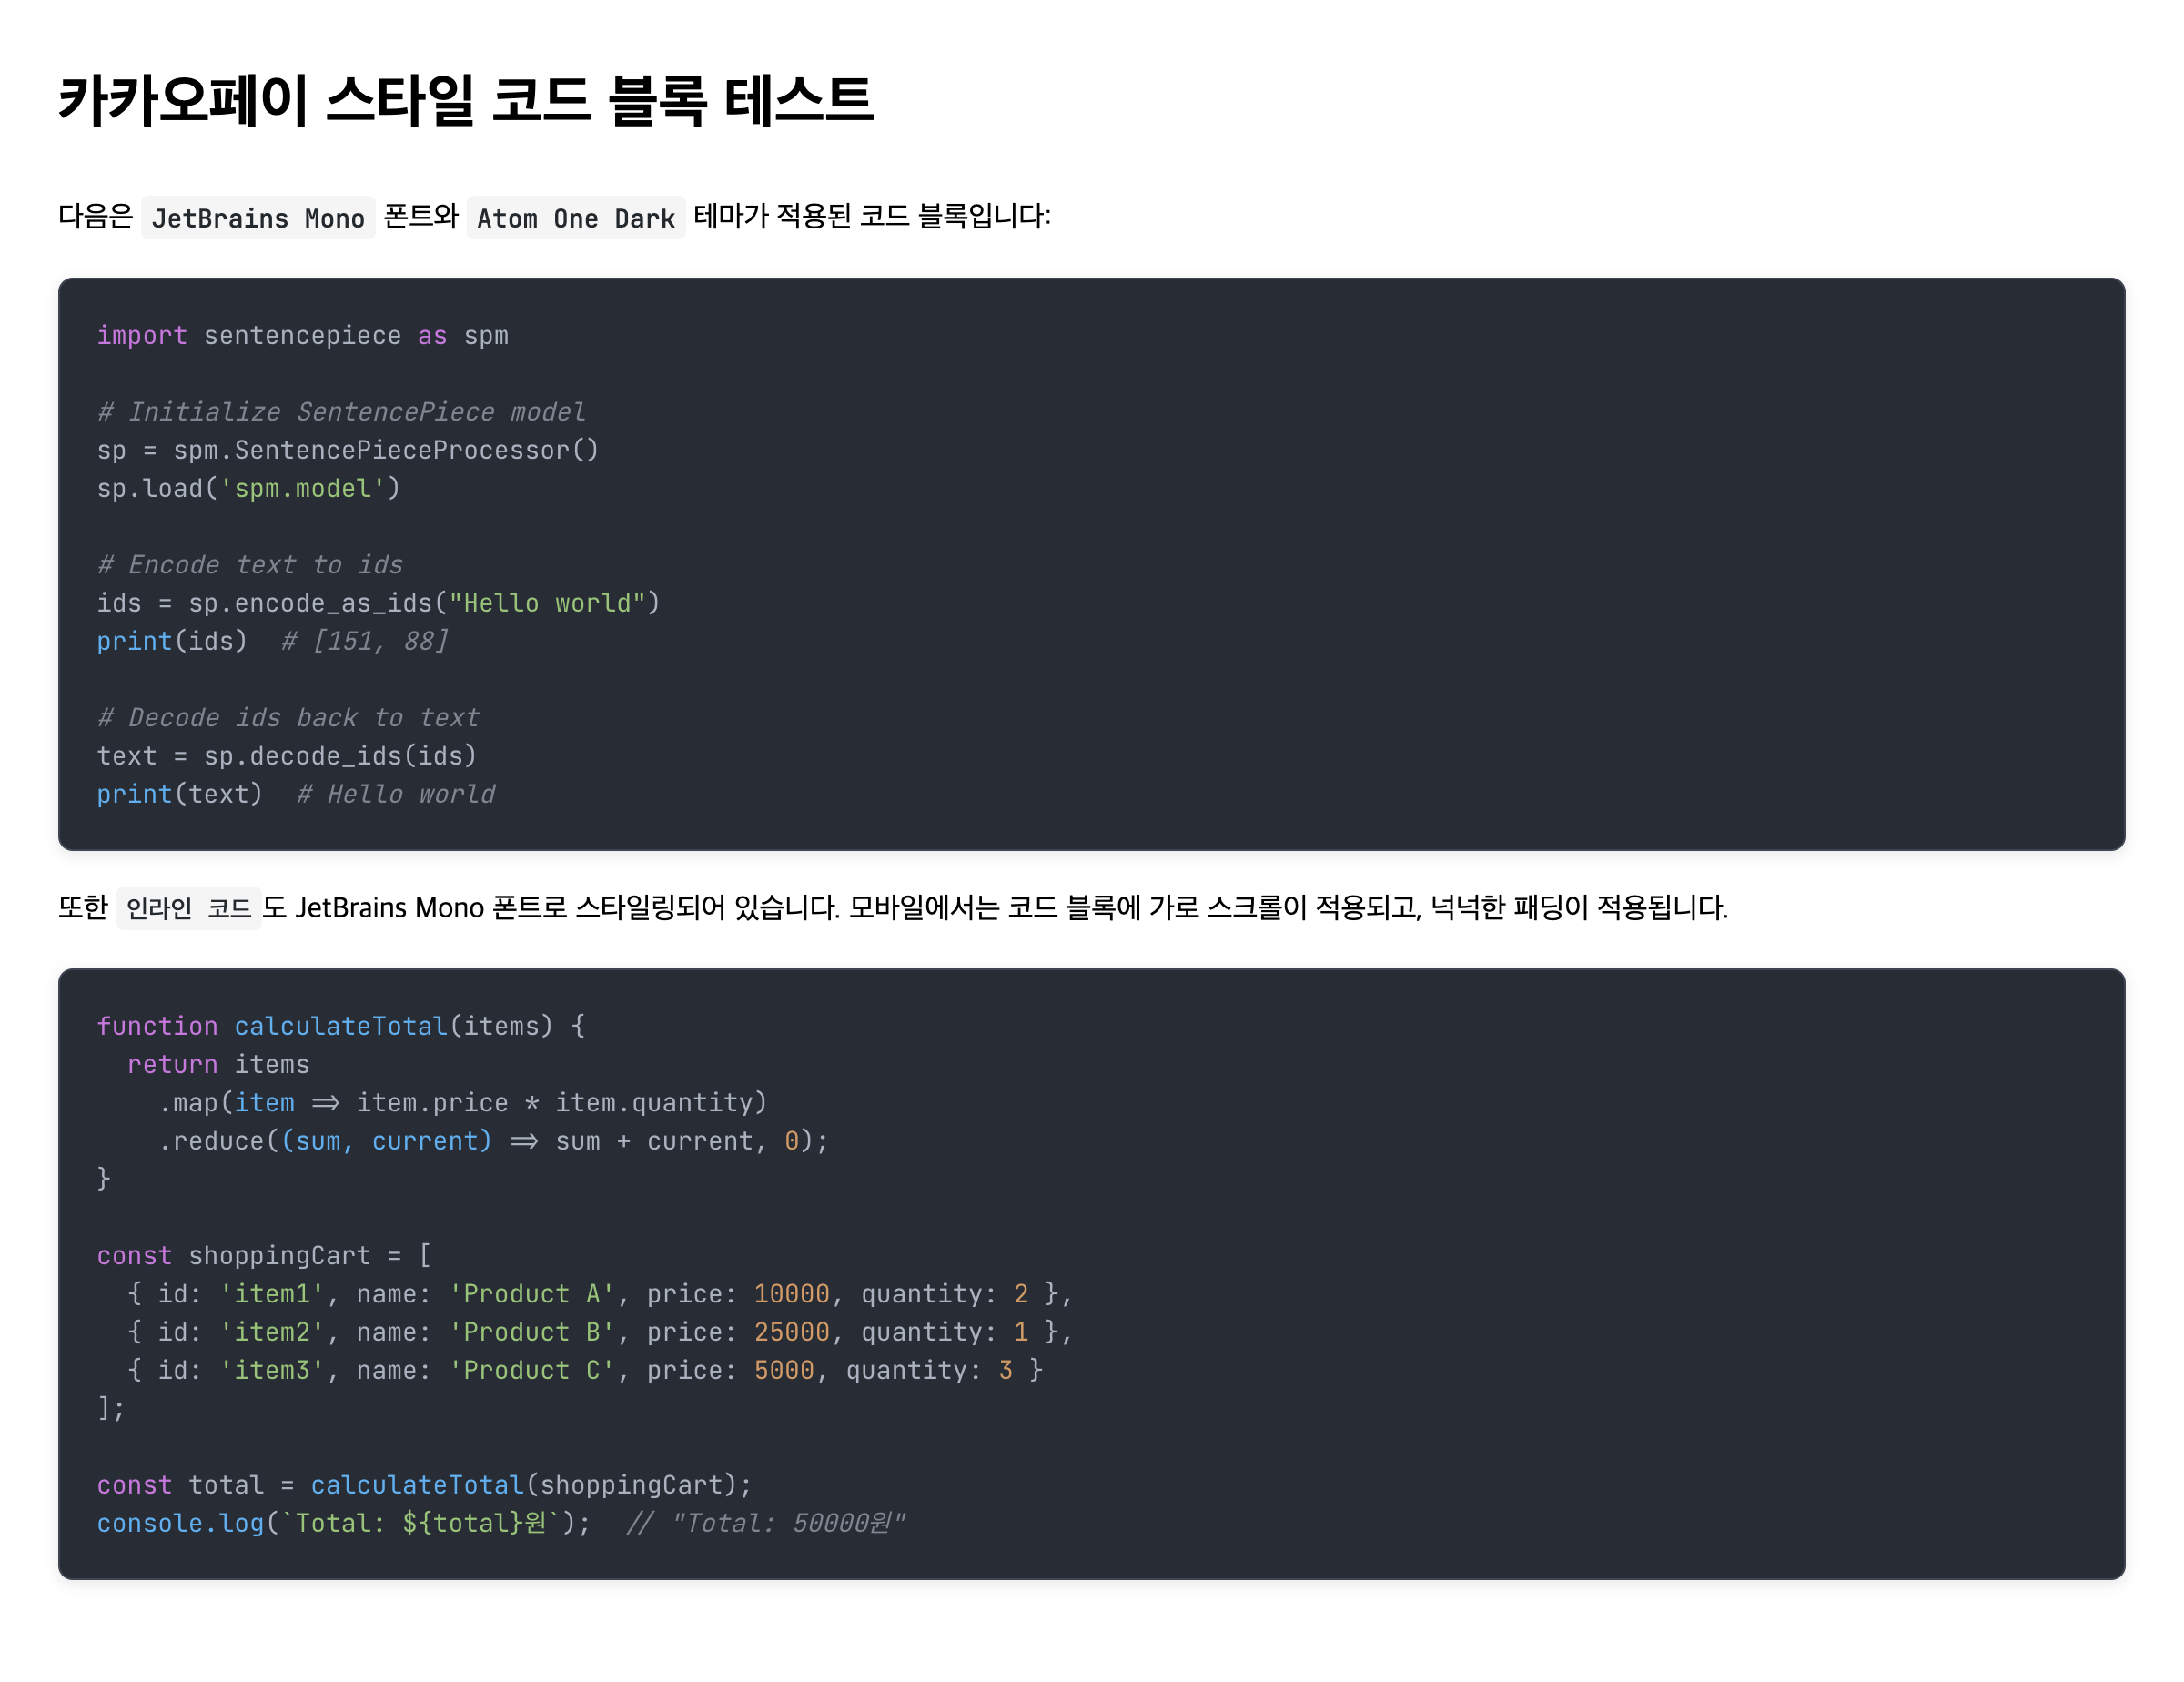 카카오페이 스타일 코드 블록 테스트
다음은 JetBrains Mono 폰트와 Atom One Dark 테마가 적용된 코드 블록입니다:
import sentencepiece as spm
# Initialize SentencePiece model
sp = spm.SentencePieceProcessor()
sp.load('spm.model')
# Encode text to ids
ids = sp.encode_as_ids("Hello world")
print(ids)  # [151, 88]
# Decode ids back to text
text = sp.decode_ids(ids)
print(text)  # Hello world
또한 인라인 코드도 JetBrains Mono 폰트로 스타일링되어 있습니다. 모바일에서는 코드 블록에 가로 스크롤이 적용되고, 넉넉한 패딩이 적용됩니다.
function calculateTotal(items) {
  return items
    .map(item => item.price * item.quantity)
    .reduce((sum, current) => sum + current, 0);
}
const shoppingCart = [
  { id: 'item1', name: 'Product A', price: 10000, quantity: 2 },
  { id: 'item2', name: 'Product B', price: 25000, quantity: 1 },
  { id: 'item3', name: 'Product C', price: 5000, quantity: 3 }
];
const total = calculateTotal(shoppingCart);
console.log(`Total: ${total}원`);  // "Total: 50000원"